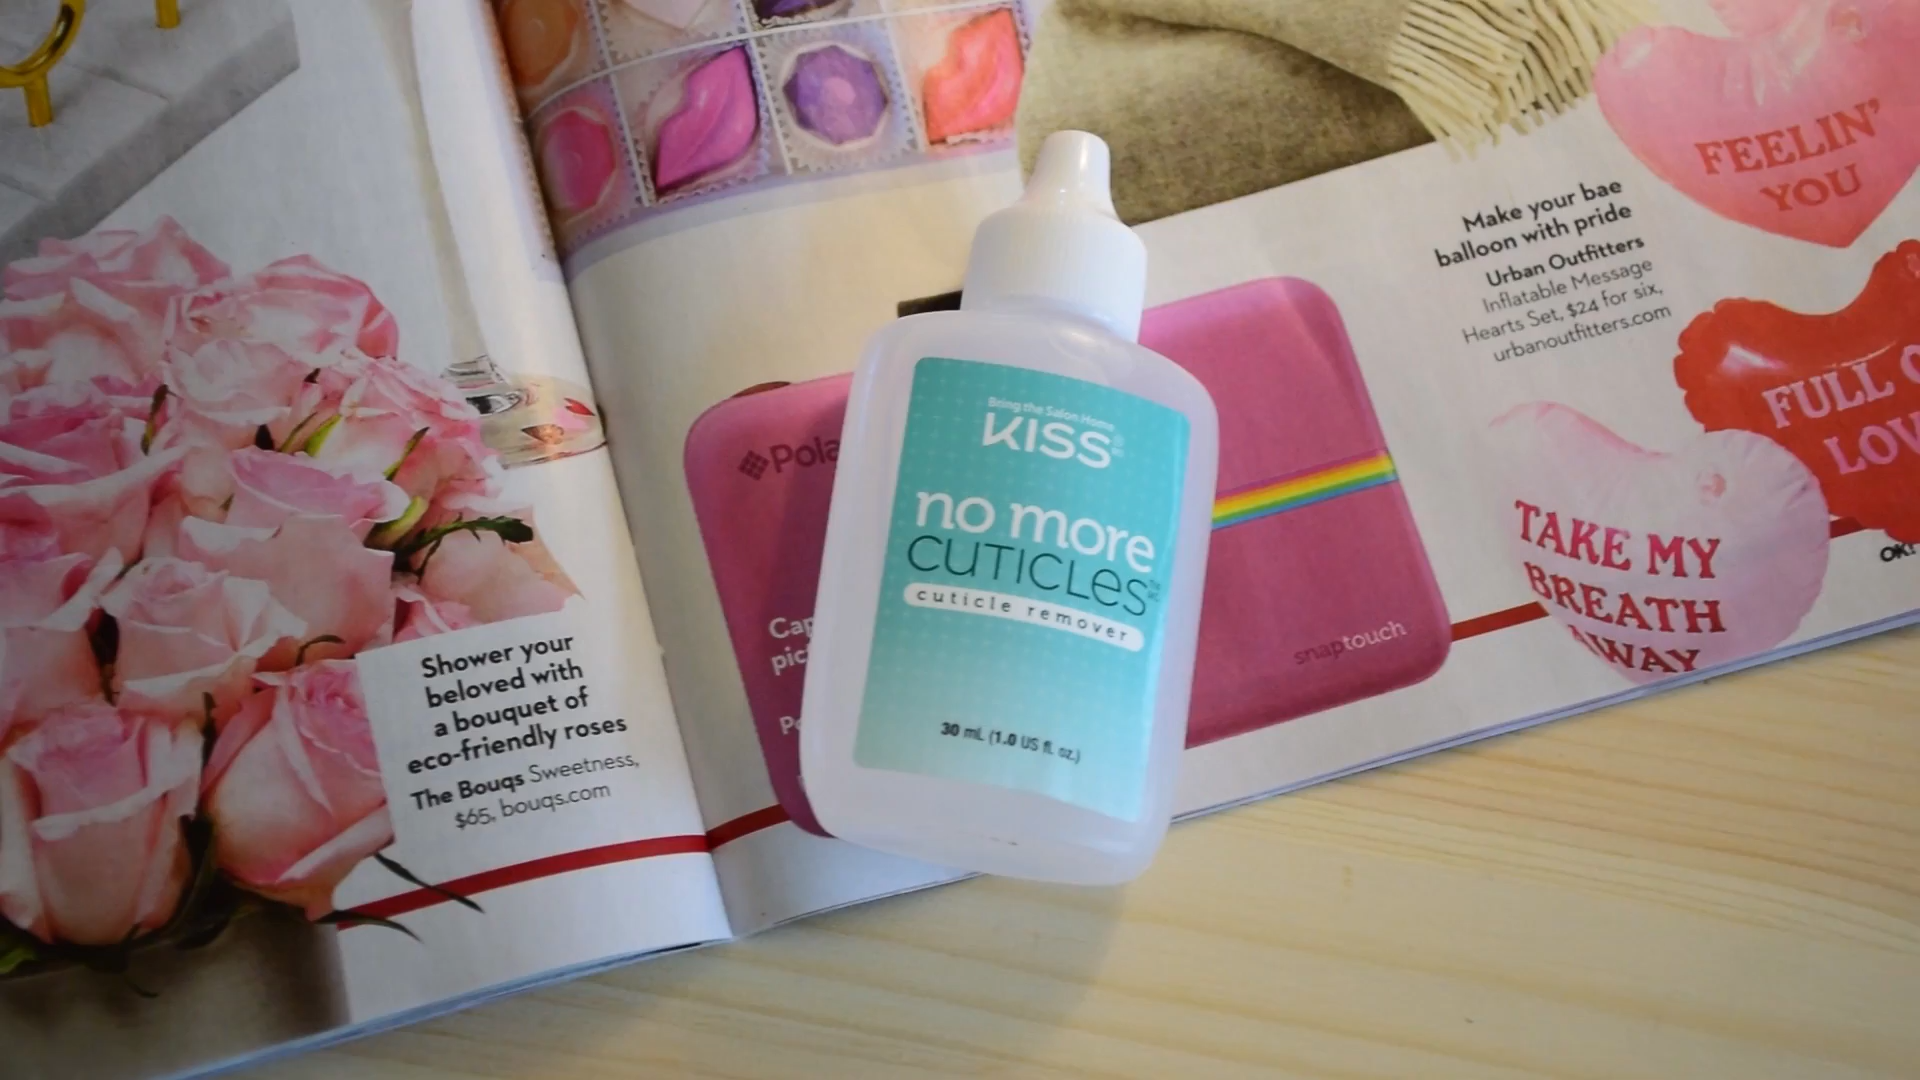 Shower your
beloved with
a bouquet of
eco-friendly roses
The Bouqs Sweetness,
$65, bouqs.com
Bring the Salon Home
KISS®
no more
CUTICLES
cuticle remover
30 mL (1.0 US fl. oz.)
snaptouch
Make your bae
balloon with pride
Urban Outfitters
Inflatable Message
Hearts Set, $24 for six,
urbanoutfitters.com
FEELIN'
YOU
FULL
TAKE MY
BREATH
AWAY
OK!